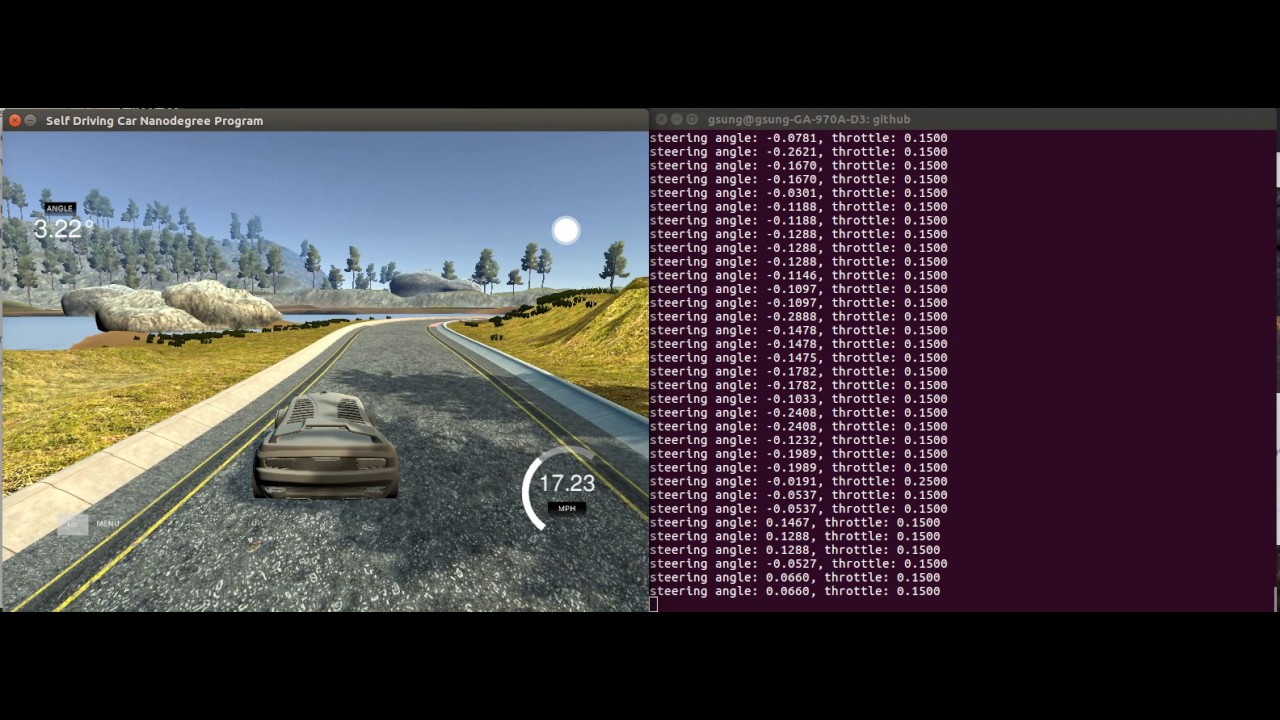 Self Driving Car Nanodegree Program
ANGLE
3.22°
17.23
MPH
ESC
MENU
gsung@gsung-GA-970A-D3: github
steering angle: -0.0781, throttle: 0.1500
steering angle: -0.2621, throttle: 0.1500
steering angle: -0.1670, throttle: 0.1500
steering angle: -0.1670, throttle: 0.1500
steering angle: -0.0301, throttle: 0.1500
steering angle: -0.1188, throttle: 0.1500
steering angle: -0.1188, throttle: 0.1500
steering angle: -0.1288, throttle: 0.1500
steering angle: -0.1288, throttle: 0.1500
steering angle: -0.1288, throttle: 0.1500
steering angle: -0.1146, throttle: 0.1500
steering angle: -0.1097, throttle: 0.1500
steering angle: -0.1097, throttle: 0.1500
steering angle: -0.2888, throttle: 0.1500
steering angle: -0.1478, throttle: 0.1500
steering angle: -0.1478, throttle: 0.1500
steering angle: -0.1475, throttle: 0.1500
steering angle: -0.1782, throttle: 0.1500
steering angle: -0.1782, throttle: 0.1500
steering angle: -0.1033, throttle: 0.1500
steering angle: -0.2408, throttle: 0.1500
steering angle: -0.2408, throttle: 0.1500
steering angle: -0.1232, throttle: 0.1500
steering angle: -0.1989, throttle: 0.1500
steering angle: -0.1989, throttle: 0.1500
steering angle: -0.0191, throttle: 0.2500
steering angle: -0.0537, throttle: 0.1500
steering angle: -0.0537, throttle: 0.1500
steering angle: 0.1467, throttle: 0.1500
steering angle: 0.1288, throttle: 0.1500
steering angle: 0.1288, throttle: 0.1500
steering angle: -0.0527, throttle: 0.1500
steering angle: 0.0660, throttle: 0.1500
steering angle: 0.0660, throttle: 0.1500